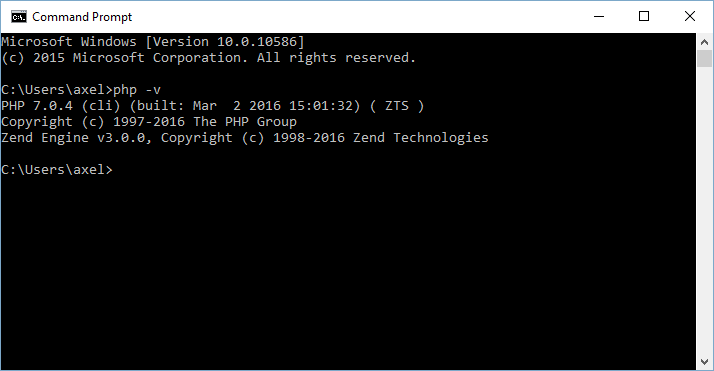 Command Prompt
Microsoft Windows [Version 10.0.10586]
(c) 2015 Microsoft Corporation. All rights reserved.
C:\Users\axel>php -v
PHP 7.0.4 (cli) (built: Mar  2 2016 15:01:32) ( ZTS )
Copyright (c) 1997-2016 The PHP Group
Zend Engine v3.0.0, Copyright (c) 1998-2016 Zend Technologies
C:\Users\axel>